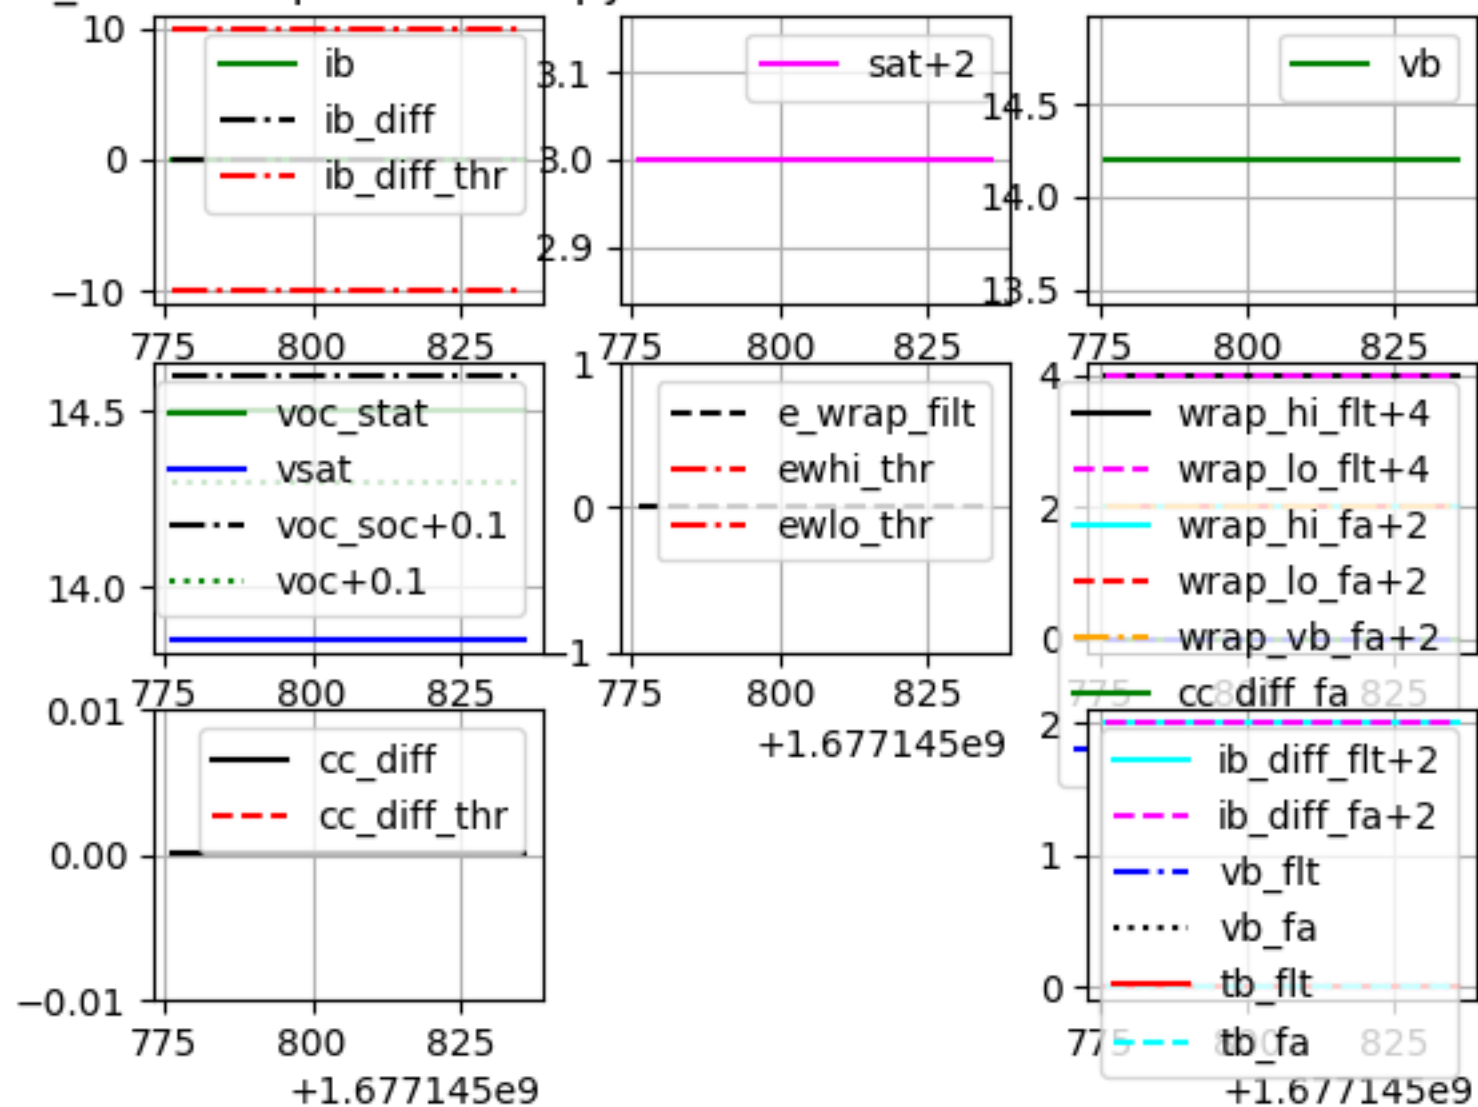 10
0
−10
775 800 825
ib
ib_diff
ib_diff_thr
3.1
3.0
2.9
775 800 825
sat+2
14.5
14.0
13.5
775 800 825
vb
14.5
14.0
775 800 825
voc_stat
vsat
voc_soc+0.1
voc+0.1
1
0
−1
775 800 825
+1.677145e9
e_wrap_filt
ewhi_thr
ewlo_thr
4
2
0
775 800 825
wrap_hi_flt+4
wrap_lo_flt+4
wrap_hi_fa+2
wrap_lo_fa+2
wrap_vb_fa+2
cc_diff_fa
0.01
0.00
−0.01
775 800 825
+1.677145e9
cc_diff
cc_diff_thr
2
1
0
775 800 825
+1.677145e9
ib_diff_flt+2
ib_diff_fa+2
vb_flt
vb_fa
tb_flt
tb_fa